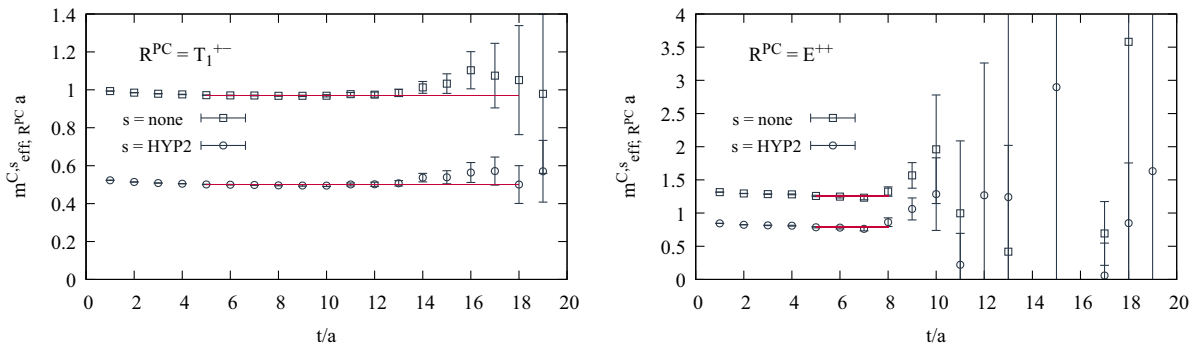 1.4
1.2
1
0.8
0.6
0.4
0.2
0
m^{C,s}_{eff; R^{PC}} a
R^{PC} = T_1^{+−}
s = none
s = HYP2
0 2 4 6 8 10 12 14 16 18 20
t/a
4
3.5
3
2.5
2
1.5
1
0.5
0
m^{C,s}_{eff; R^{PC}} a
R^{PC} = E^{++}
s = none
s = HYP2
0 2 4 6 8 10 12 14 16 18 20
t/a